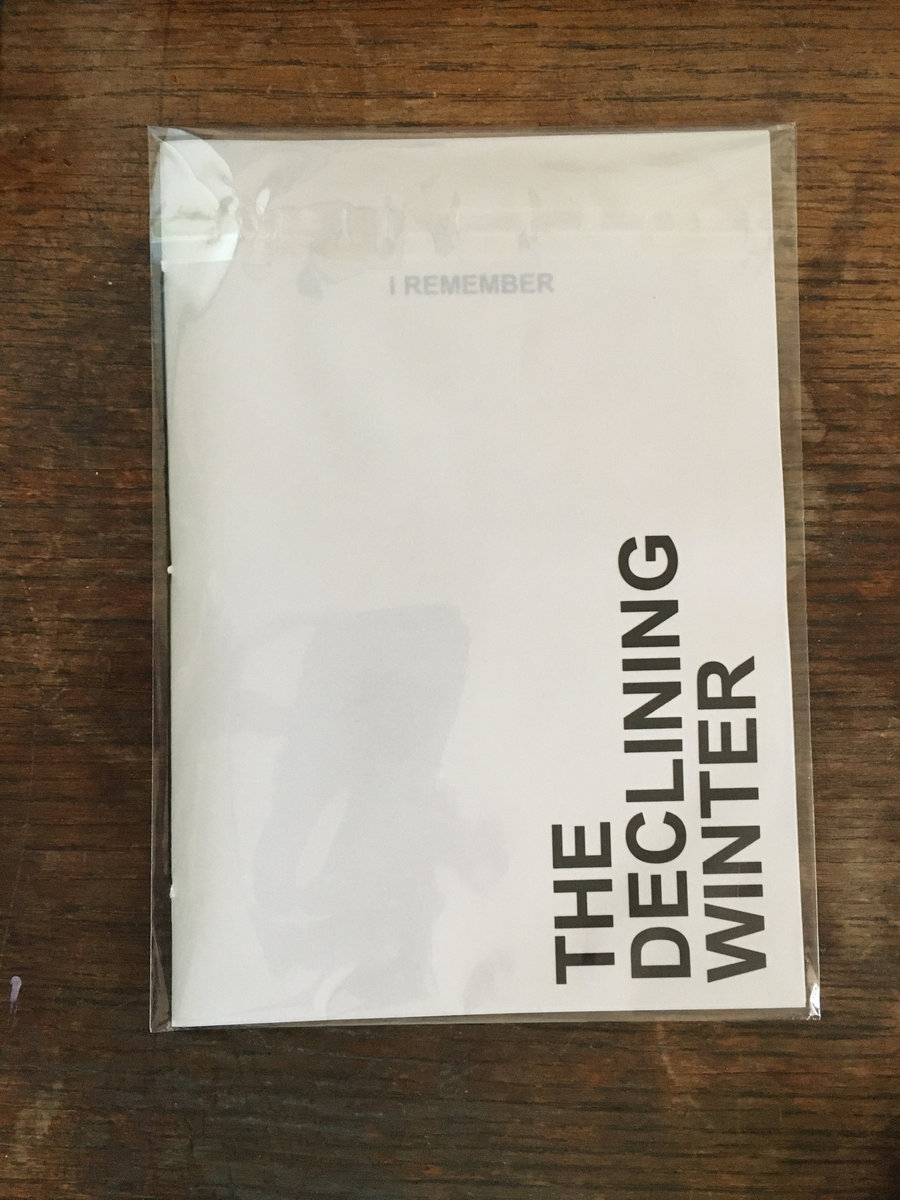 I REMEMBER
THE
DECLINING
WINTER